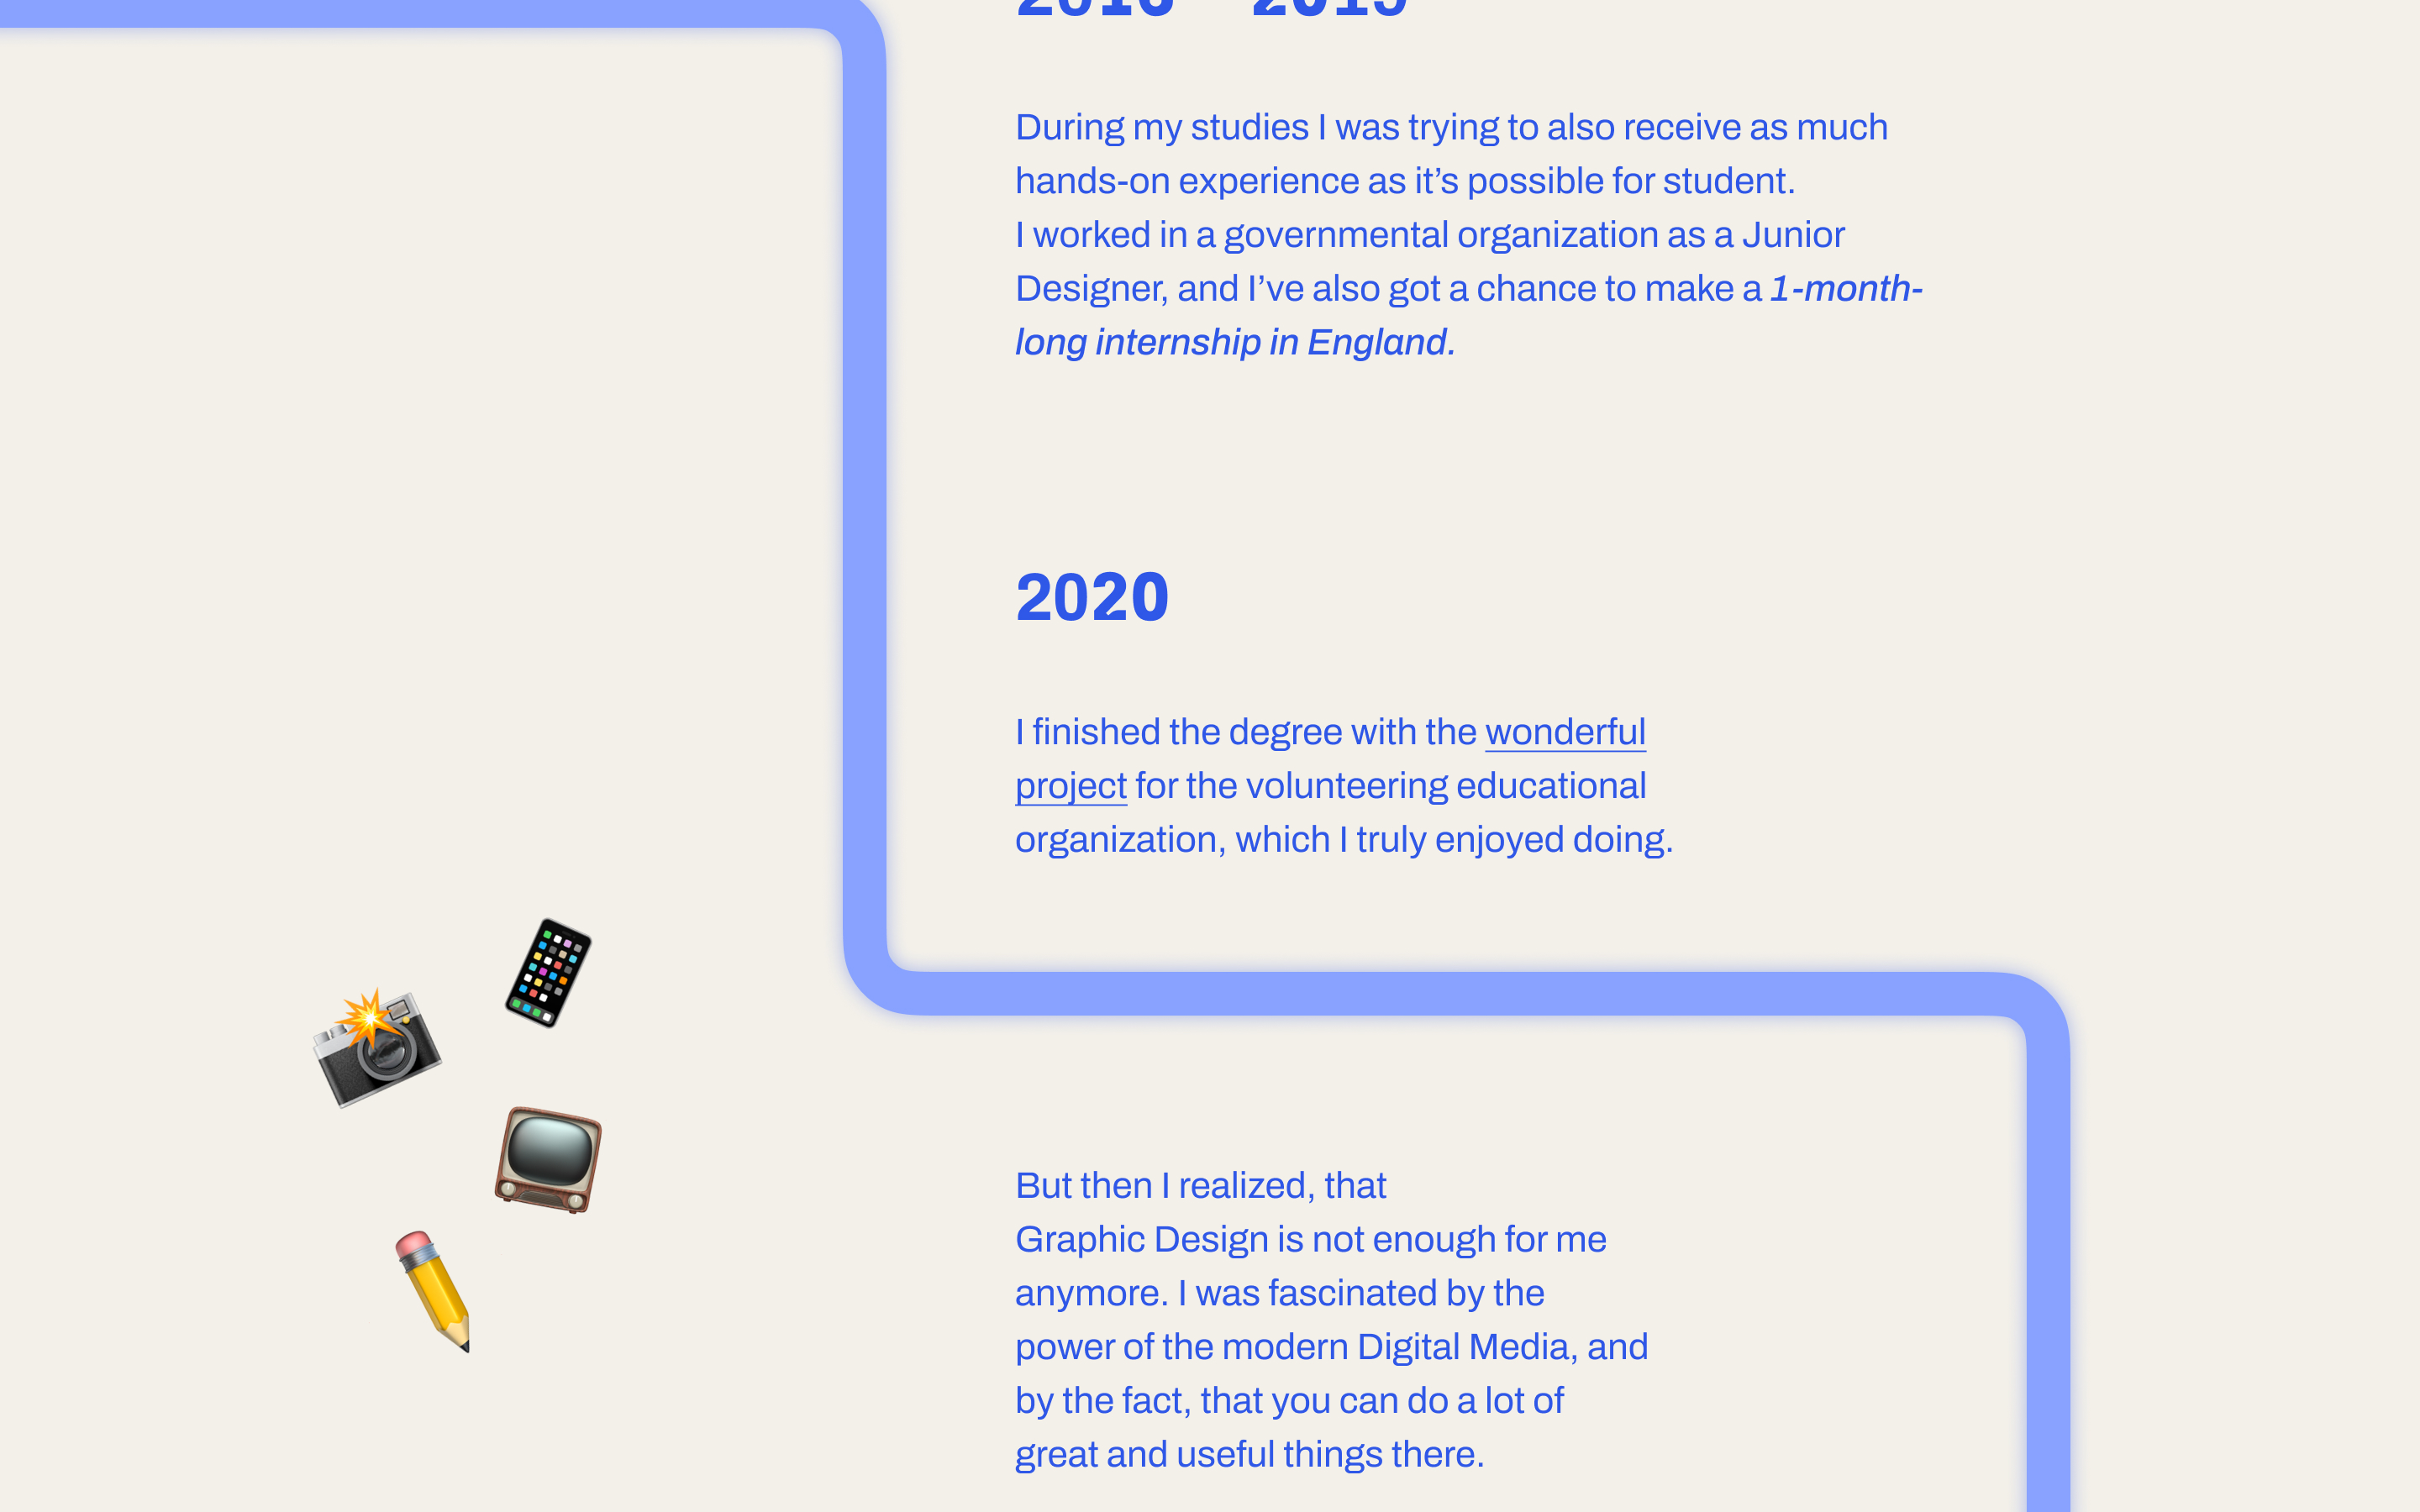 During my studies I was trying to also receive as much
hands-on experience as it’s possible for student.
I worked in a governmental organization as a Junior
Designer, and I’ve also got a chance to make a 1-month-
long internship in England.
2020
I finished the degree with the wonderful
project for the volunteering educational
organization, which I truly enjoyed doing.
But then I realized, that
Graphic Design is not enough for me
anymore. I was fascinated by the
power of the modern Digital Media, and
by the fact, that you can do a lot of
great and useful things there.